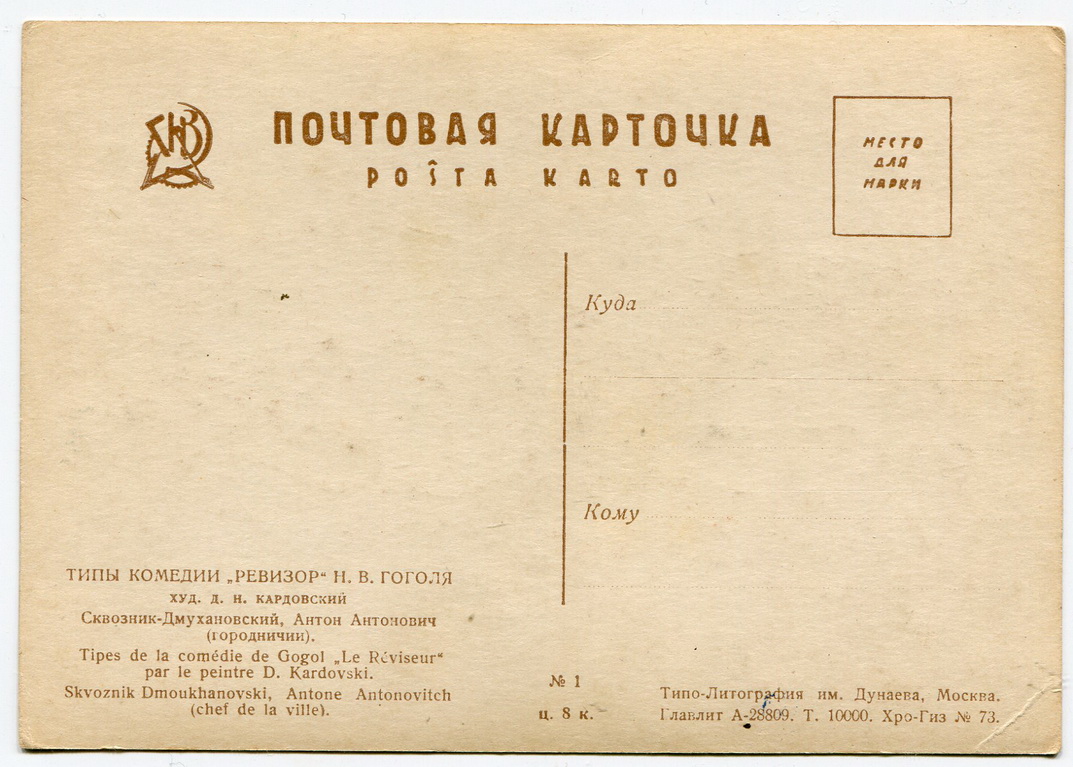 ПОЧТОВАЯ КАРТОЧКА
POŜTA KARTO
МЕСТО
ДЛЯ
МАРКИ
Куда
Кому
ТИПЫ КОМЕДИИ „РЕВИЗОР“ Н. В. ГОГОЛЯ
ХУД. Д. Н. КАРДОВСКИЙ
Сквозник-Дмухановский, Антон Антонович
(городничии).
Tipes de la comédie de Gogol „Le Réviseur“
par le peintre D. Kardovski.
Skvoznik Dmoukhanovski, Antone Antonovitch
(chef de la ville).
№ 1
ц. 8 к.
Типо-Литография им. Дунаева, Москва.
Главлит А-28809. Т. 10000. Хро-Гиз № 73.